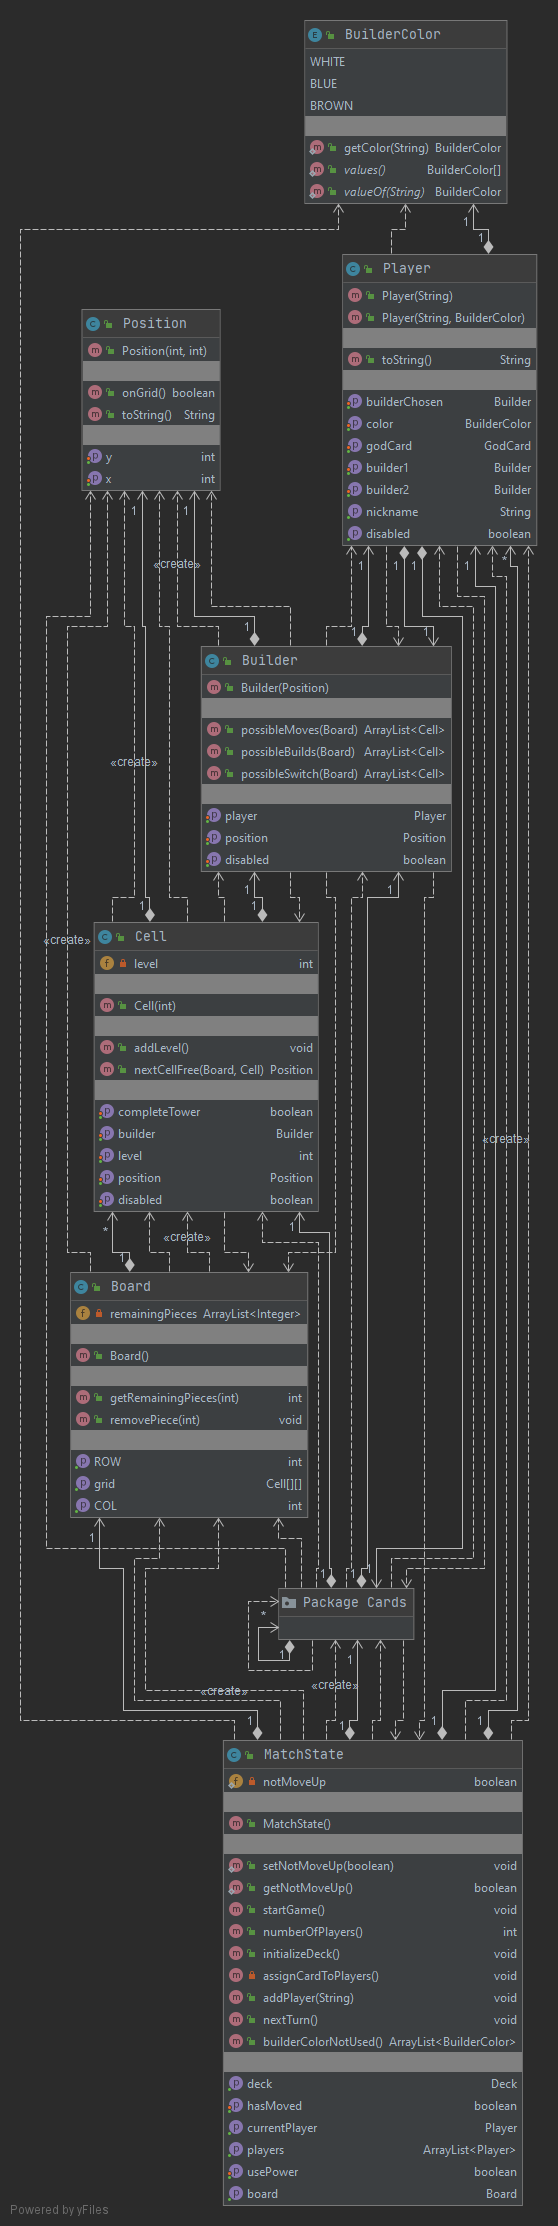 BuilderColor
WHITE
BLUE
BROWN
getColor(String) BuilderColor
values() BuilderColor[]
valueOf(String) BuilderColor
1
1
Player
Player(String)
Player(String, BuilderColor)
toString() String
builderChosen Builder
color BuilderColor
godCard GodCard
builder1 Builder
builder2 Builder
nickname String
disabled boolean
Position
Position(int, int)
onGrid() boolean
toString() String
y int
x int
1 1 1 1 1 1 *
«create»
1 1 1 1
Builder
Builder(Position)
possibleMoves(Board) ArrayList<Cell>
possibleBuilds(Board) ArrayList<Cell>
possibleSwitch(Board) ArrayList<Cell>
player Player
position Position
disabled boolean
«create»
1 1 1 1
«create»
Cell
level int
Cell(int)
addLevel() void
nextCellFree(Board, Cell) Position
completeTower boolean
builder Builder
level int
position Position
disabled boolean
«create»
* 1
«create»
1
Board
remainingPieces ArrayList<Integer>
Board()
getRemainingPieces(int) int
removePiece(int) void
ROW int
grid Cell[][]
COL int
1
1 1
Package Cards
*
1
1
«create»
«create»
1 1 1 1
MatchState
notMoveUp boolean
MatchState()
setNotMoveUp(boolean) void
getNotMoveUp() boolean
startGame() void
numberOfPlayers() int
initializeDeck() void
assignCardToPlayers() void
addPlayer(String) void
nextTurn() void
builderColorNotUsed() ArrayList<BuilderColor>
deck Deck
hasMoved boolean
currentPlayer Player
players ArrayList<Player>
usePower boolean
board Board
Powered by yFiles